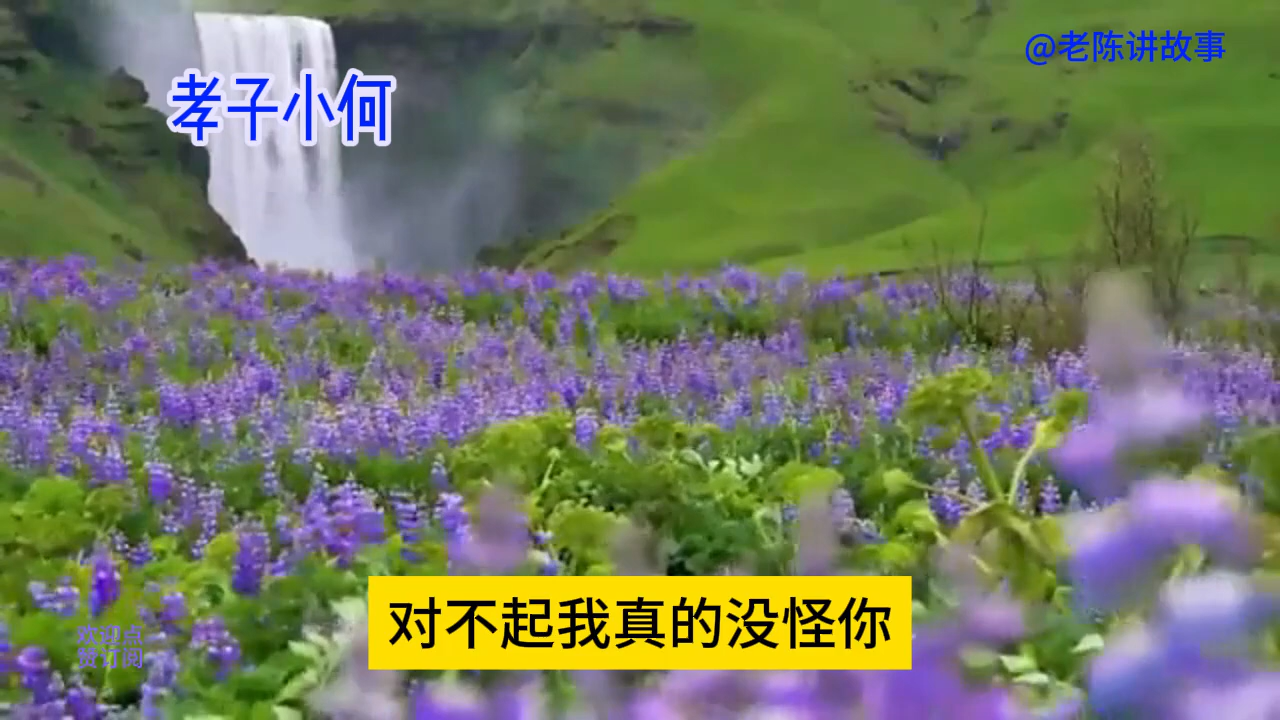 @老陈讲故事
孝子小何
对不起我真的没怪你
欢迎点
赞订阅